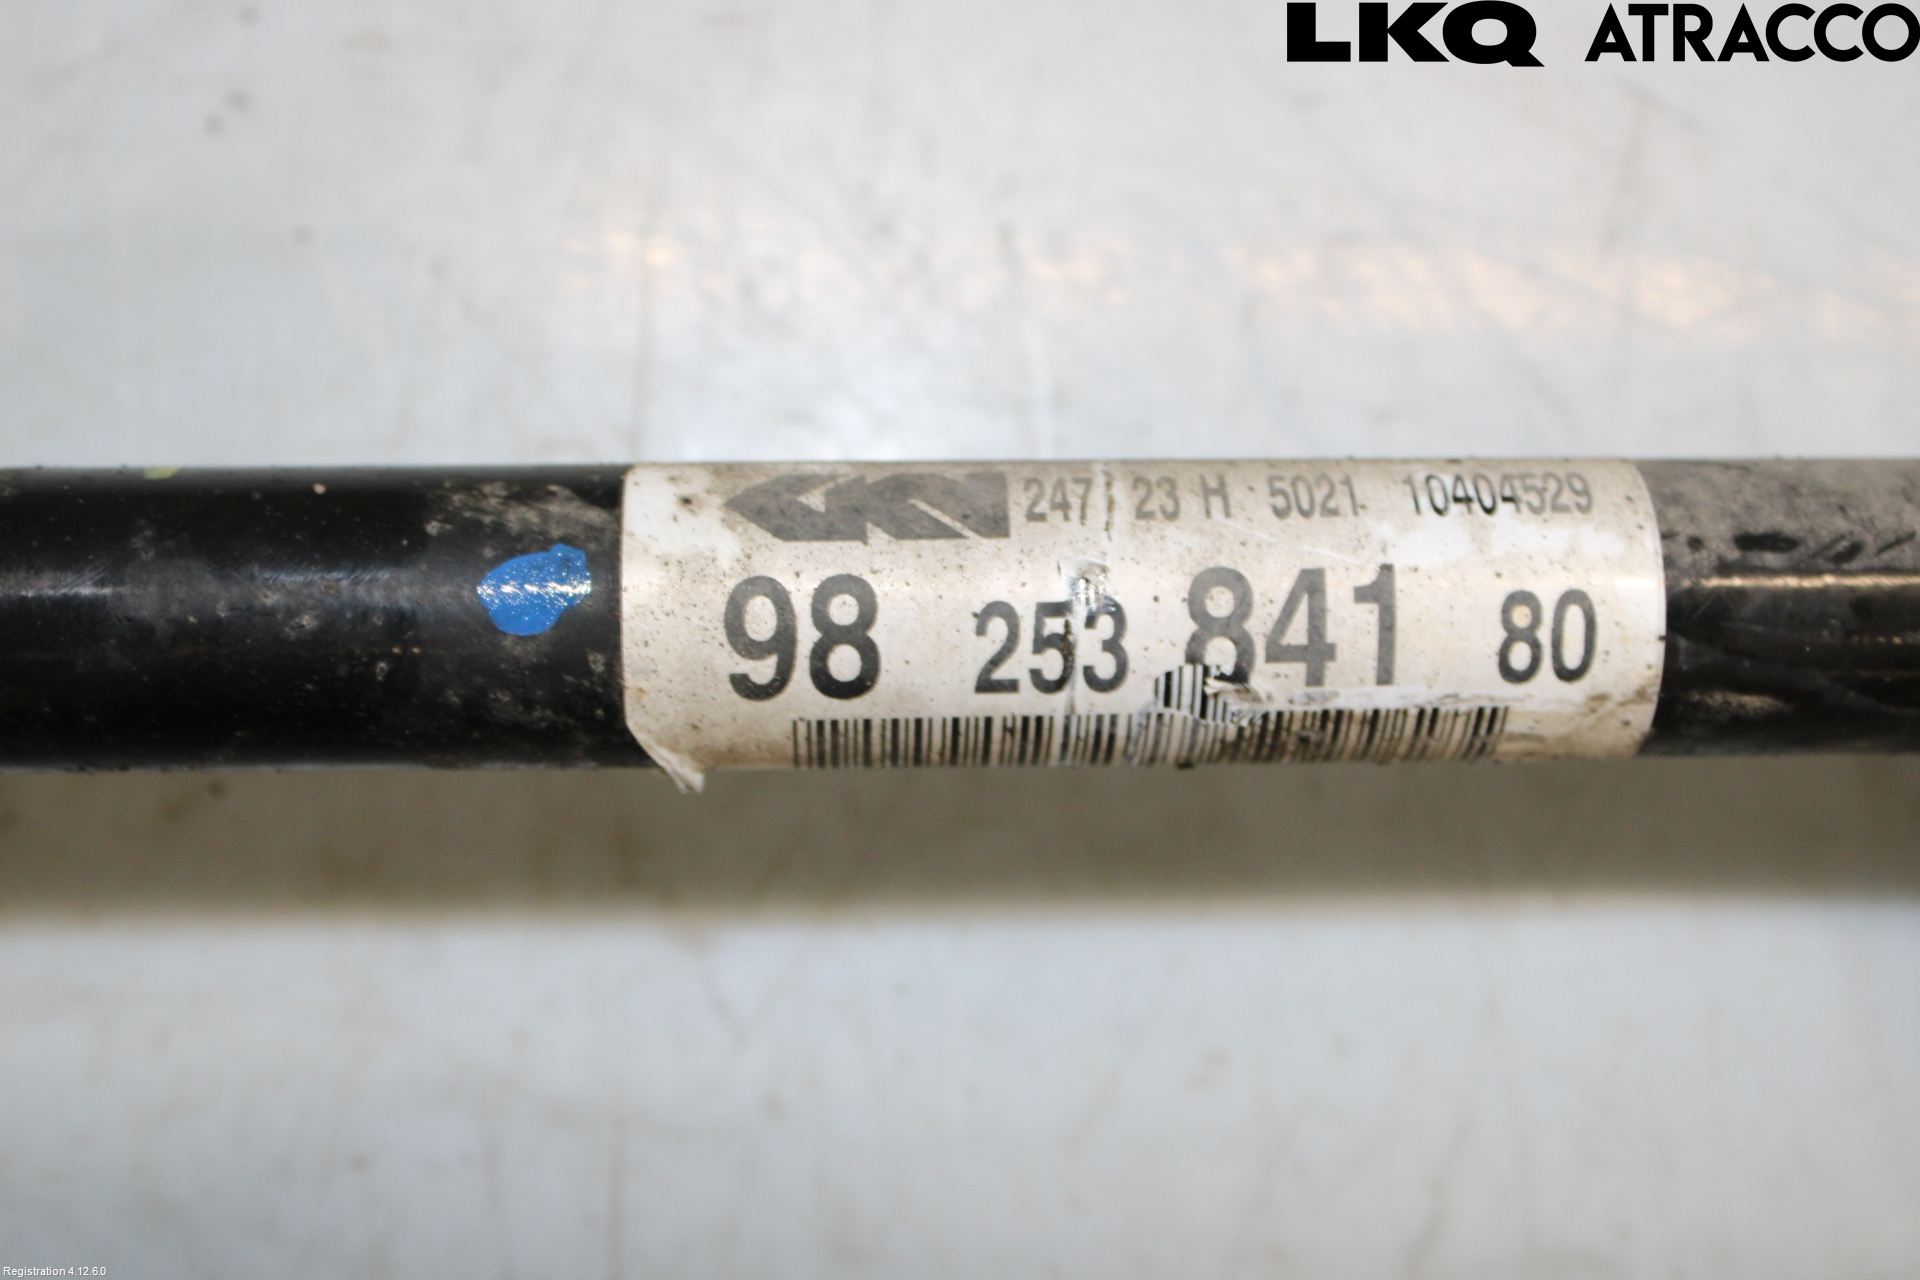 LKQ ATRACCO
247 23 H 5021 10404529
98 253 841 80
Registration 4.12.6.0